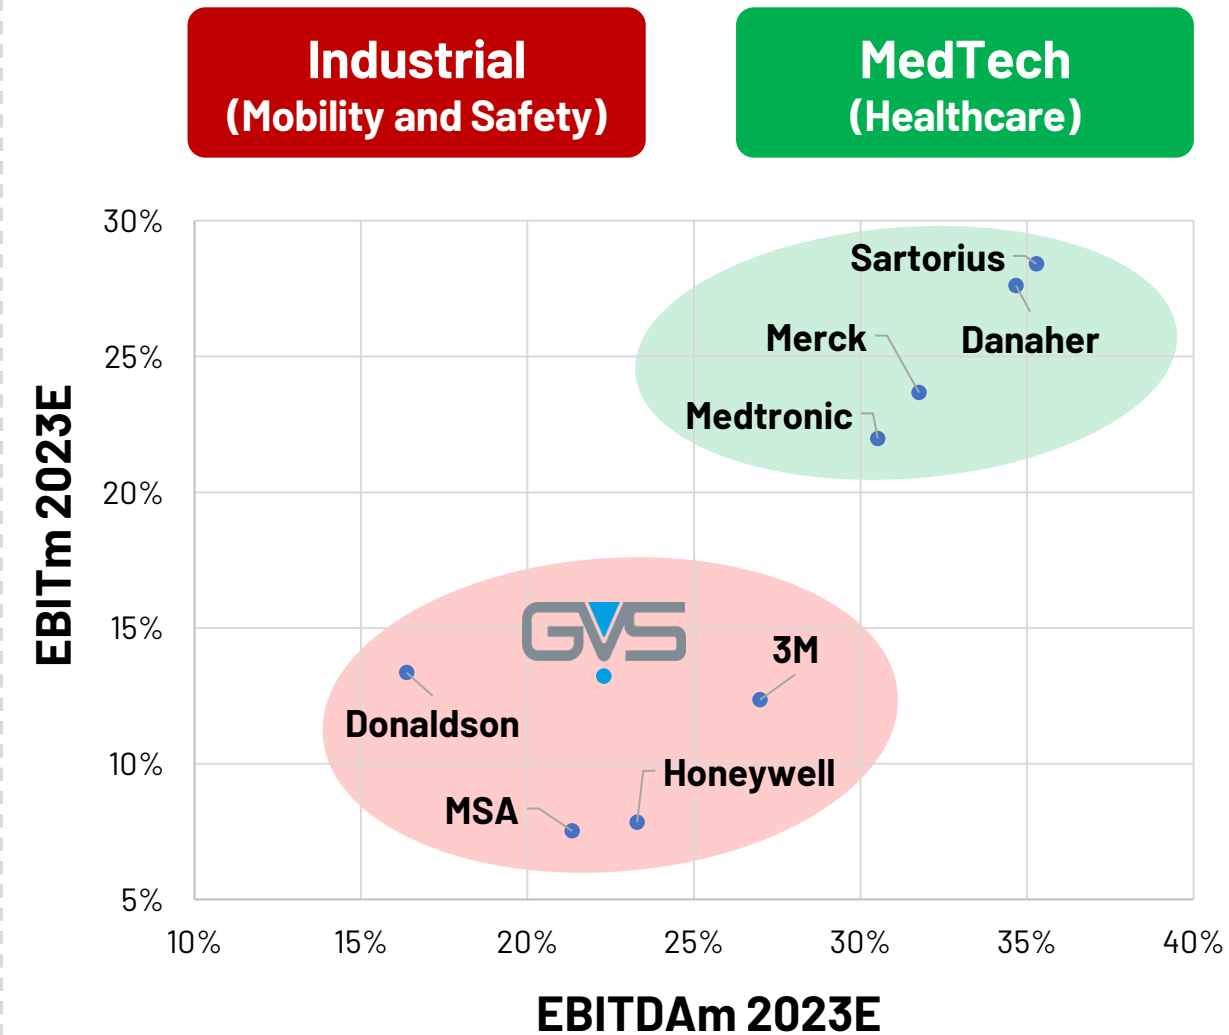 Industrial
(Mobility and Safety)
MedTech
(Healthcare)
EBITm 2023E
30%
25%
20%
15%
10%
5%
Sartorius
Danaher
Merck
Medtronic
GVS
3M
Donaldson
Honeywell
MSA
10%
15%
20%
25%
30%
35%
40%
EBITDAm 2023E